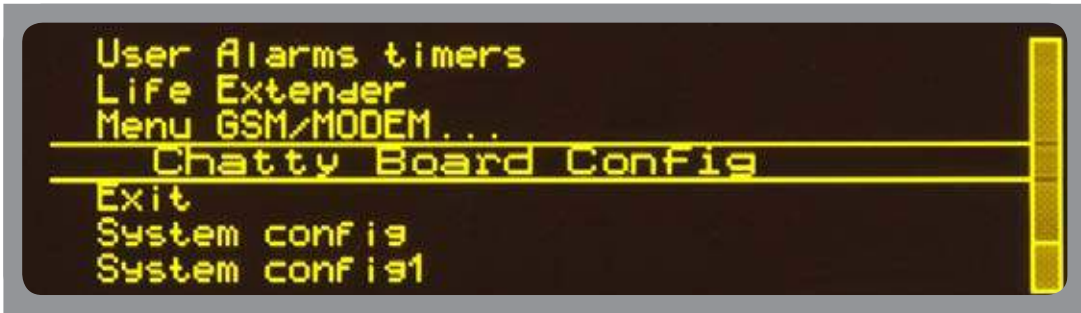 User Alarms timers
Life Extender
Menu GSM/MODEM...
Chatty Board Config
Exit
System config
System config1